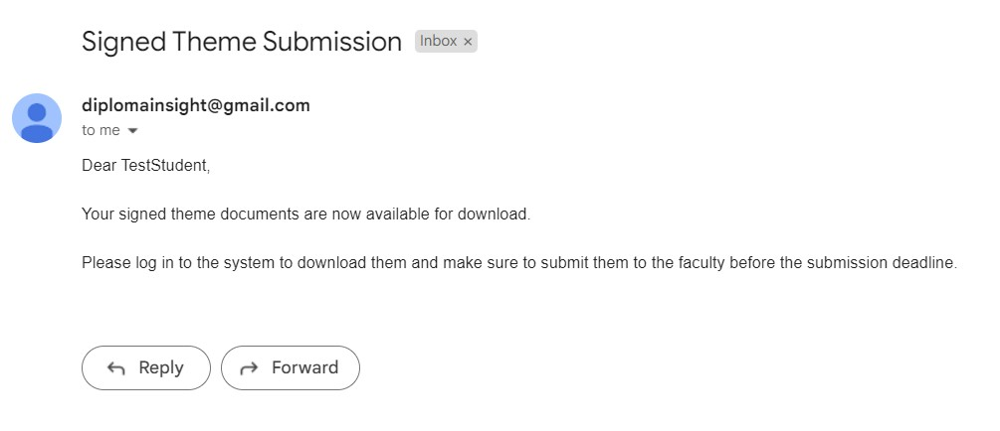 Signed Theme Submission Inbox ×
diplomainsight@gmail.com
to me
Dear TestStudent,
Your signed theme documents are now available for download.
Please log in to the system to download them and make sure to submit them to the faculty before the submission deadline.
Reply Forward